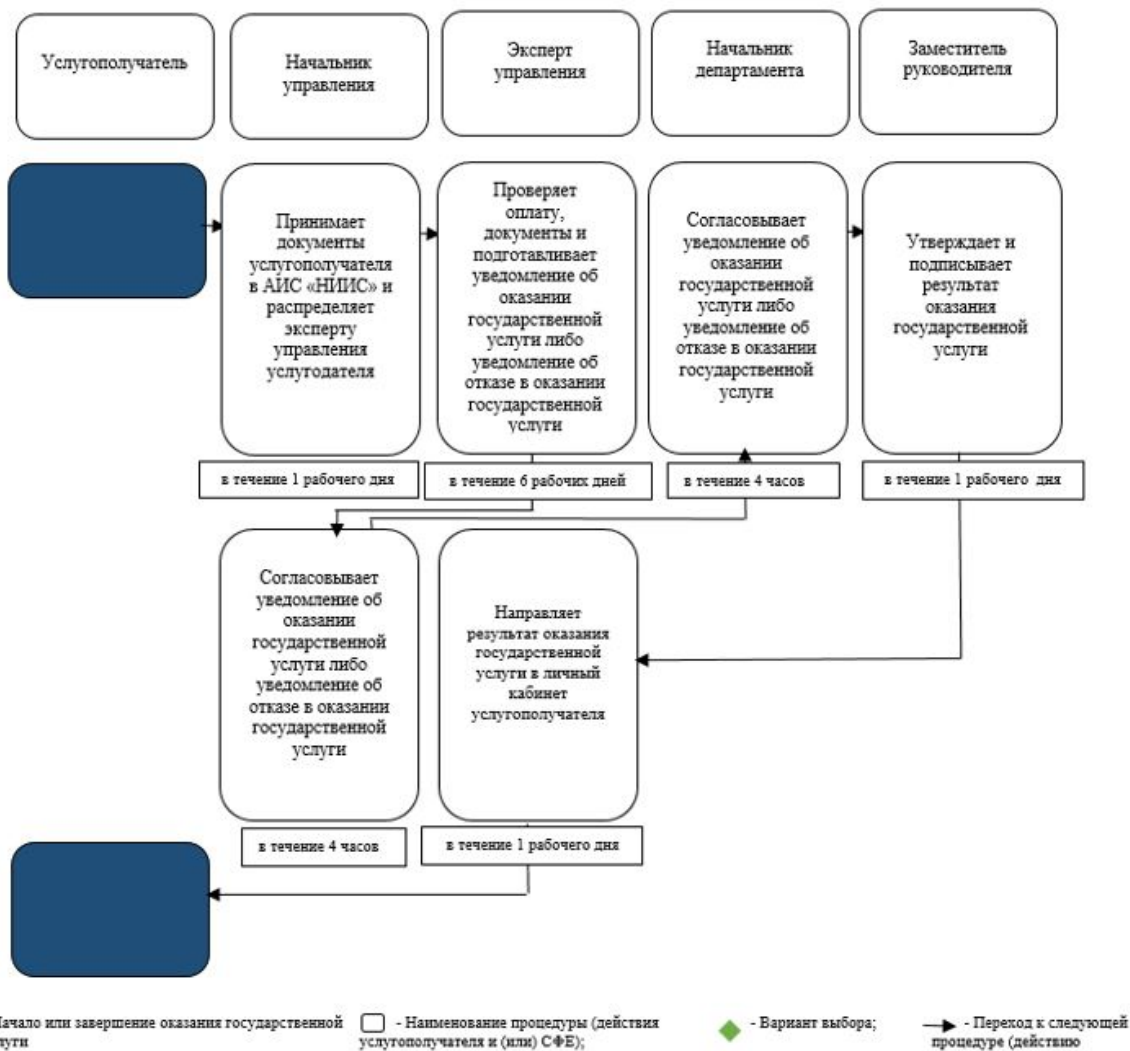 Услугополучатель
Начальник
управления
Эксперт
управления
Начальник
департамента
Заместитель
руководителя
Принимает
документы
услугополучателя
в АИС «НИИС» и
распределяет
эксперту
управления
услугодателя
Проверяет
оплату,
документы и
подготавливает
уведомление об
оказании
государственной
услуги либо
уведомление об
отказе в оказании
государственной
услуги
Согласовывает
уведомление об
оказании
государственной
услуги либо
уведомление об
отказе в оказании
государственной
услуги
Утверждает и
подписывает
результат
оказания
государственной
услуги
в течение 1 рабочего дня
в течение 6 рабочих дней
в течение 4 часов
в течение 1 рабочего дня
Согласовывает
уведомление об
оказании
государственной
услуги либо
уведомление об
отказе в оказании
государственной
услуги
Направляет
результат оказания
государственной
услуги в личный
кабинет
услугополучателя
в течение 4 часов
в течение 1 рабочего дня
Начало или завершение оказания государственной
луги
- Наименование процедуры (действия
услугополучателя и (или) СФЕ);
- Вариант выбора;
- Переход к следующей
процедуре (действию